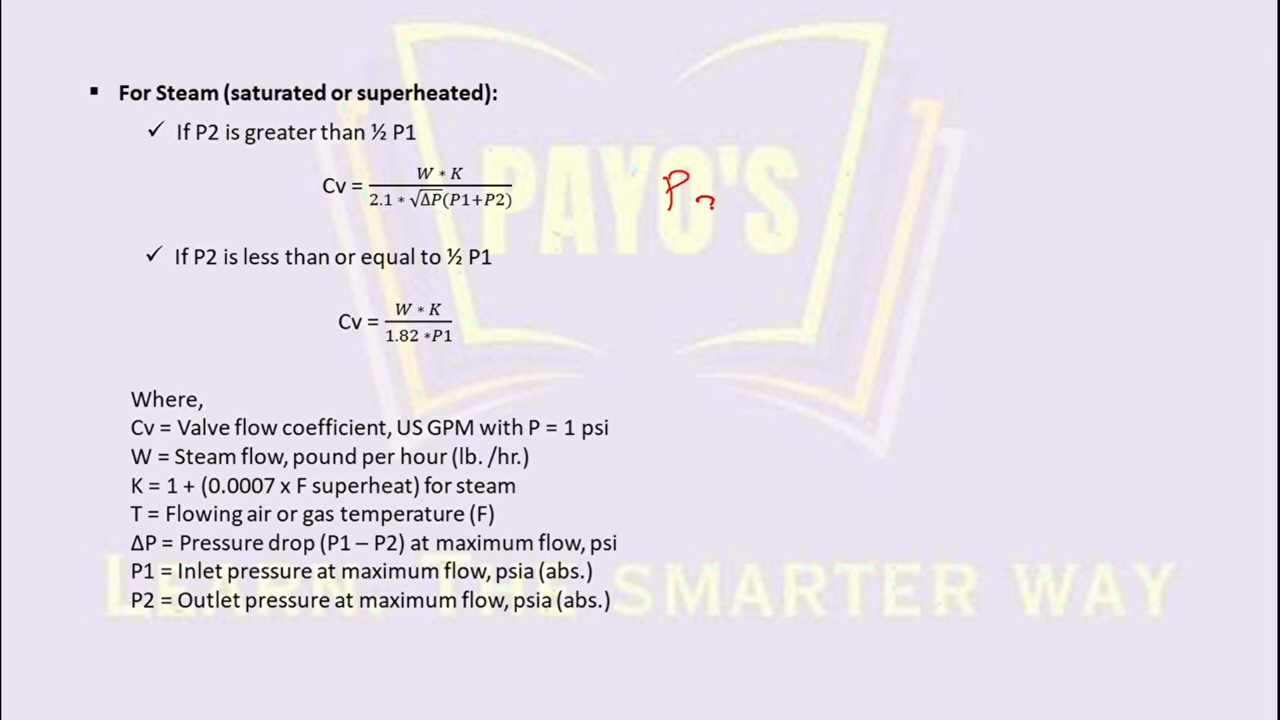 ▪ For Steam (saturated or superheated):
✓ If P2 is greater than ½ P1
Cv = W * K / 2.1 * √ΔP(P1+P2)
✓ If P2 is less than or equal to ½ P1
Cv = W * K / 1.82 *P1
Where,
Cv = Valve flow coefficient, US GPM with P = 1 psi
W = Steam flow, pound per hour (lb. /hr.)
K = 1 + (0.0007 x F superheat) for steam
T = Flowing air or gas temperature (F)
ΔP = Pressure drop (P1 – P2) at maximum flow, psi
P1 = Inlet pressure at maximum flow, psia (abs.)
P2 = Outlet pressure at maximum flow, psia (abs.)
P
PAYO'S
LEARN THE SMARTER WAY